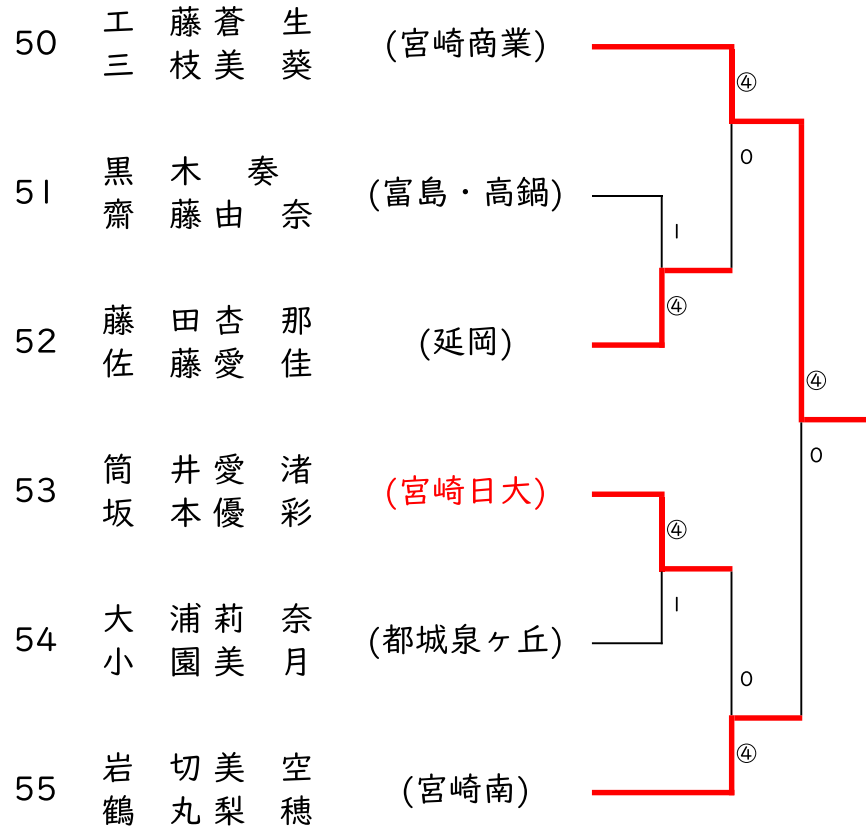 50 工藤蒼生 (宮崎商業)
三枝美葵
④
0
51 黒木奏 (富島・高鍋)
齋藤由奈
1
52 藤田杏那 (延岡)
佐藤愛佳
④
④
0
53 筒井愛渚 (宮崎日大)
坂本優彩
④
1
54 大浦莉奈 (都城泉ヶ丘)
小園美月
0
55 岩切美空 (宮崎南)
鶴丸梨穂
④